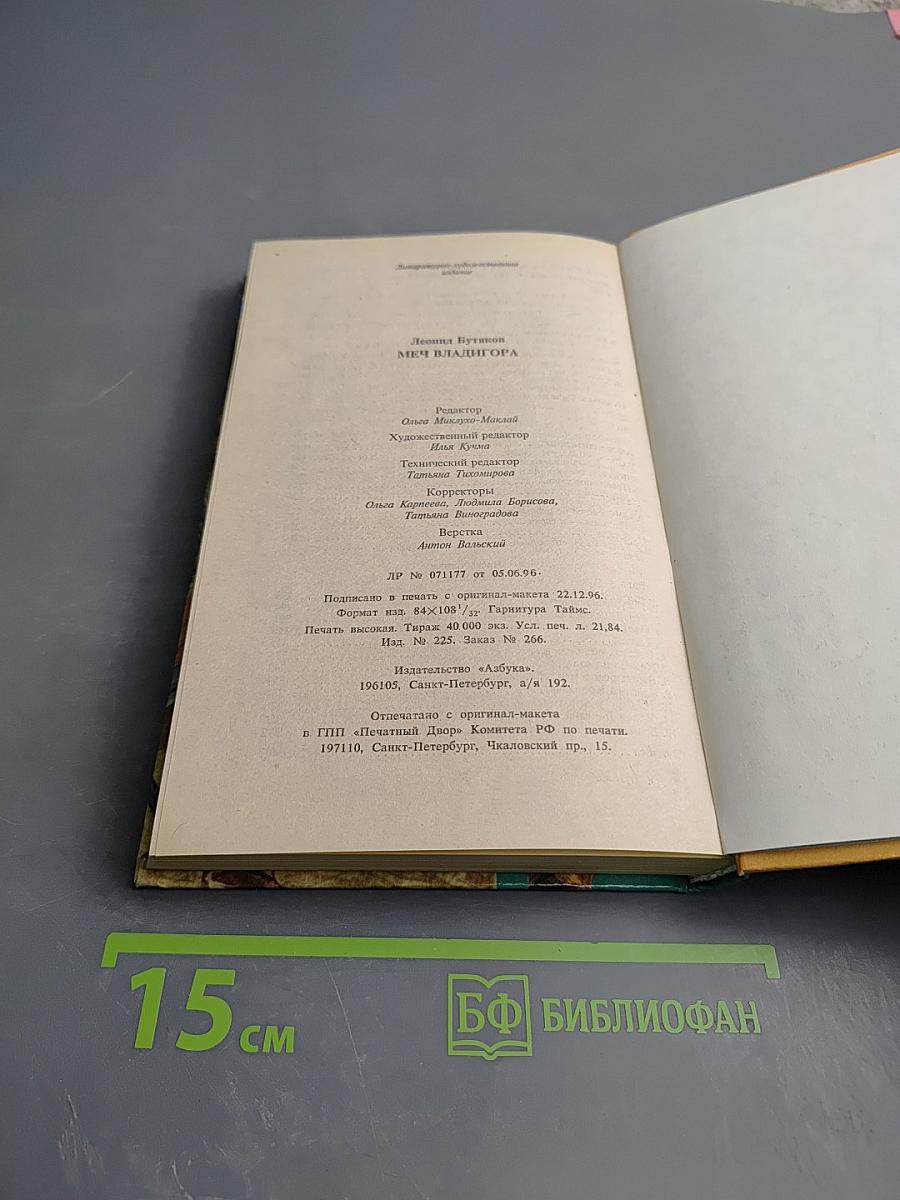 Литературно-художественное
издание
Леонид Бутяков
МЕЧ ВЛАДИГОРА
Редактор
Ольга Миклухо-Маклай
Художественный редактор
Илья Кучма
Технический редактор
Татьяна Тихомирова
Корректоры
Ольга Карпеева, Людмила Борисова,
Татьяна Виноградова
Верстка
Антон Вальский
ЛР № 071177 от 05.06.96.
Подписано в печать с оригинал-макета 22.12.96.
Формат изд. 84×108 1/32. Гарнитура Таймс.
Печать высокая. Тираж 40 000 экз. Усл. печ. л. 21,84.
Изд. № 225. Заказ № 266.
Издательство «Азбука».
196105, Санкт-Петербург, а/я 192.
Отпечатано с оригинал-макета
в ГПП «Печатный Двор» Комитета РФ по печати.
197110, Санкт-Петербург, Чкаловский пр., 15.
15 см
БФ БИБЛИОФАН